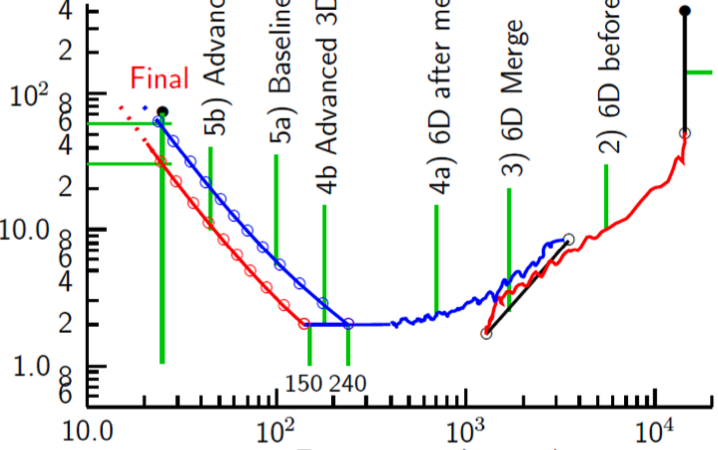 4
2
10²
8
6
4
2
10.0
8
6
4
2
1.0
8
6
Final
5b) Advanc
5a) Baseline
4b Advanced 3D
4a) 6D after me
3) 6D Merge
2) 6D before
150 240
10.0 10² 10³ 10⁴